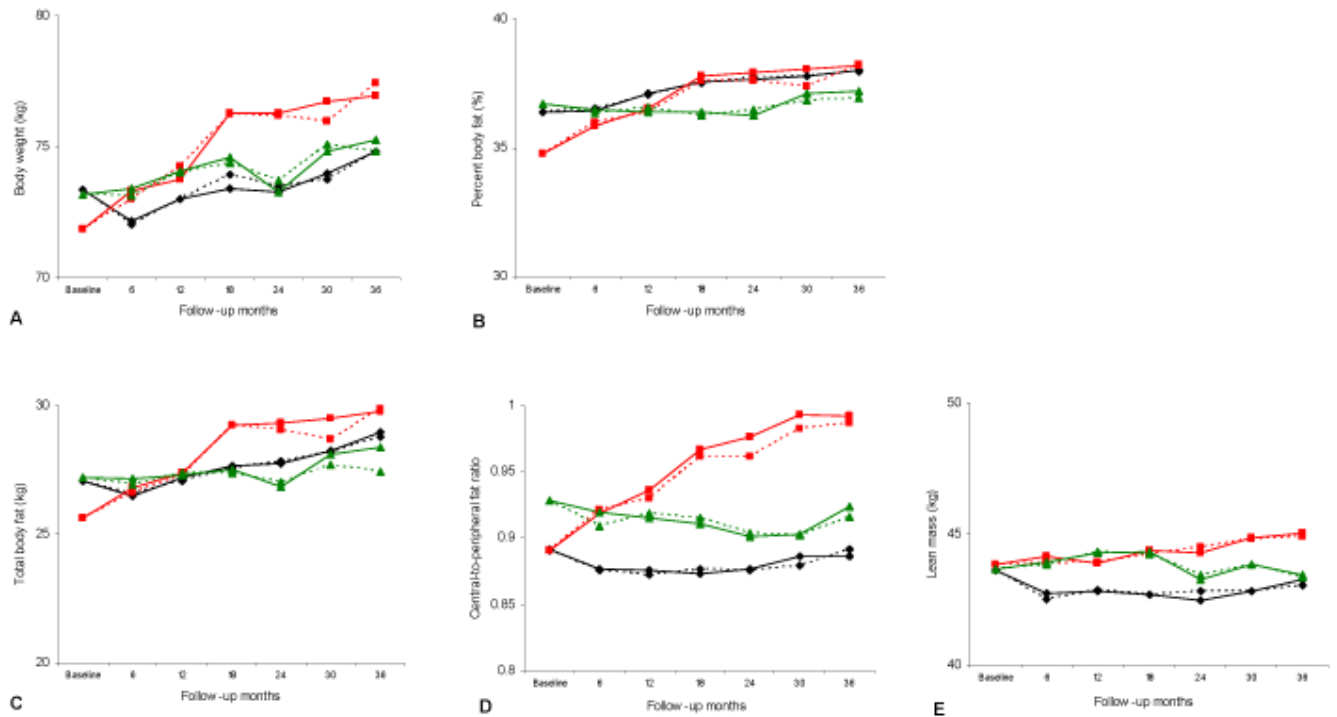 80
75
70
Body weight (kg)
Baseline 6 12 18 24 30 36
Follow -up months
A
40
35
30
Percent body fat (%)
Baseline 6 12 18 24 30 36
Follow -up months
B
30
25
20
Total body fat (kg)
Baseline 6 12 18 24 30 36
Follow -up months
C
1
0.95
0.9
0.85
0.8
Central-to-peripheral fat ratio
Baseline 6 12 18 24 30 36
Follow -up months
D
50
45
40
Lean mass (kg)
Baseline 6 12 18 24 30 36
Follow -up months
E